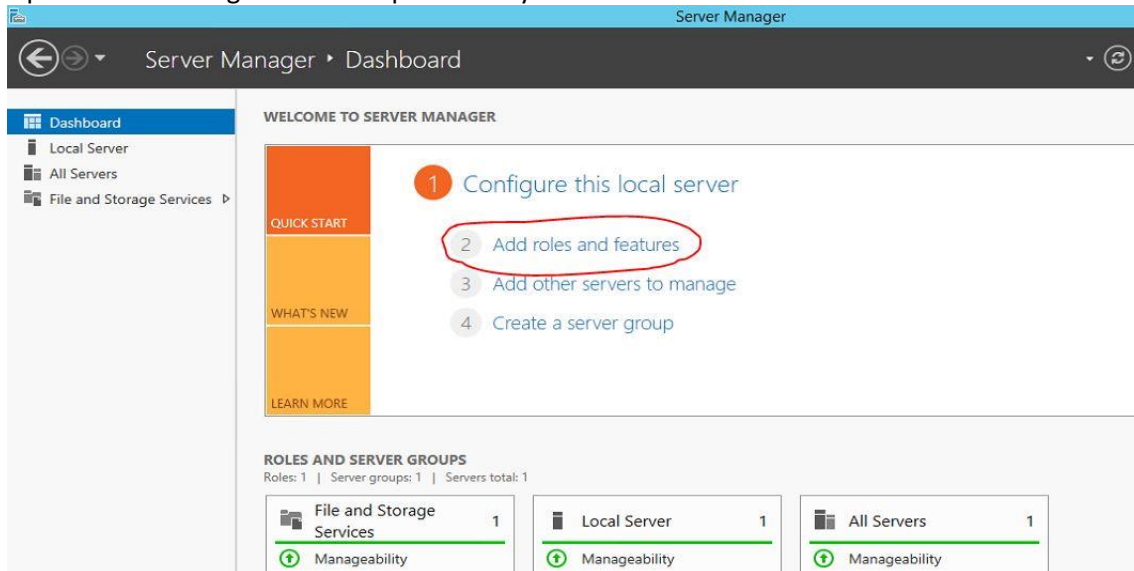 Server Manager
Server Manager • Dashboard
Dashboard
Local Server
All Servers
File and Storage Services
WELCOME TO SERVER MANAGER
QUICK START
WHAT'S NEW
LEARN MORE
1 Configure this local server
2 Add roles and features
3 Add other servers to manage
4 Create a server group
ROLES AND SERVER GROUPS
Roles: 1 | Server groups: 1 | Servers total: 1
File and Storage
Services
1
Manageability
Local Server 1
Manageability
All Servers 1
Manageability